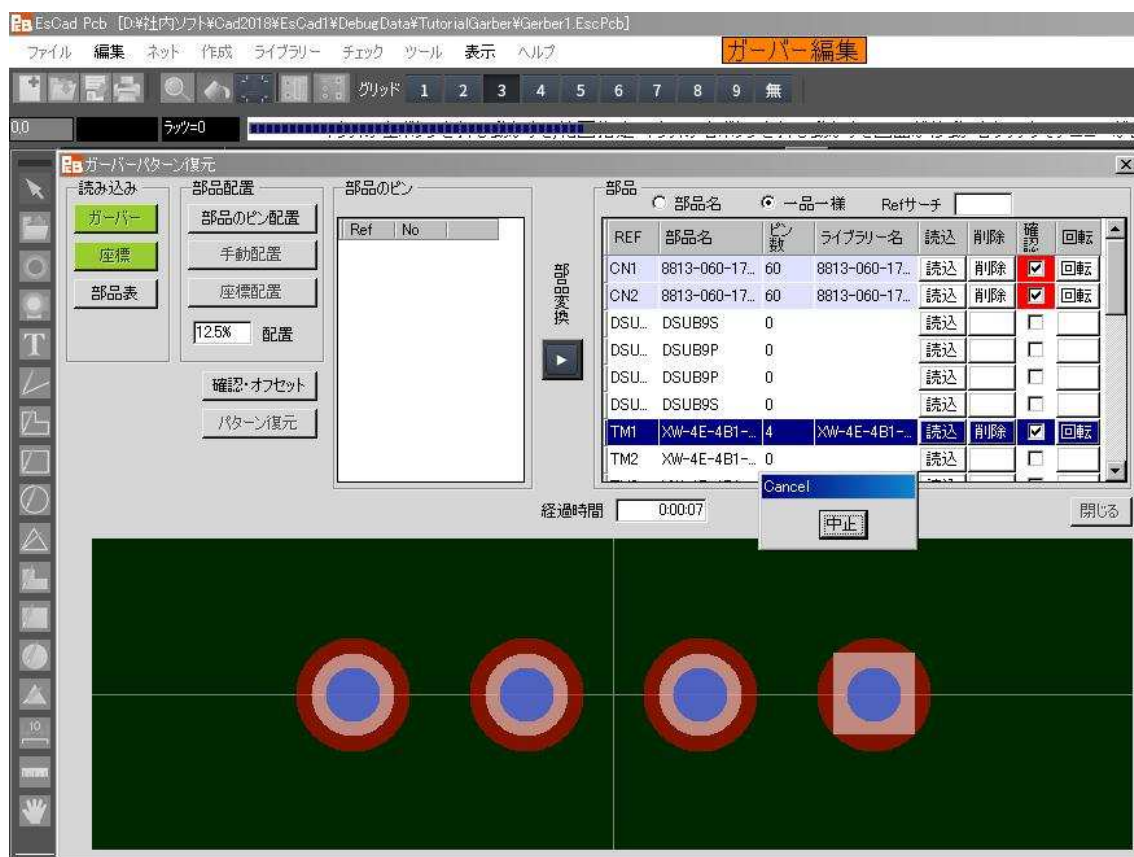 EsCad Pcb [D:¥社内ソフト¥Cad2018¥EsCad1¥DebugData¥TutorialGarber¥Gerber1.EscPcb]
ファイル 編集 ネット 作成 ライブラリー チェック ツール 表示 ヘルプ ガーバー編集
グリッド 1 2 3 4 5 6 7 8 9 無
0,0 ラッツ=0
ガーバーパターン復元
読み込み
ガーバー
座標
部品表
部品配置
部品のピン配置
手動配置
座標配置
12.5% 配置
確認・オフセット
パターン復元
部品のピン
Ref No
部品変換
部品
部品名 一品一様 Refサーチ
REF 部品名 ピン数 ライブラリー名 読込 削除 確認 回転
CN1 8813-060-17... 60 8813-060-17... 読込 削除 回転
CN2 8813-060-17... 60 8813-060-17... 読込 削除 回転
DSU... DSUB9S 0 読込
DSU... DSUB9P 0 読込
DSU... DSUB9P 0 読込
DSU... DSUB9S 0 読込
TM1 XW-4E-4B1-... 4 XW-4E-4B1-... 読込 削除 回転
TM2 XW-4E-4B1-... 0 読込
Cancel
中止
経過時間 0:00:07
閉じる
T
10